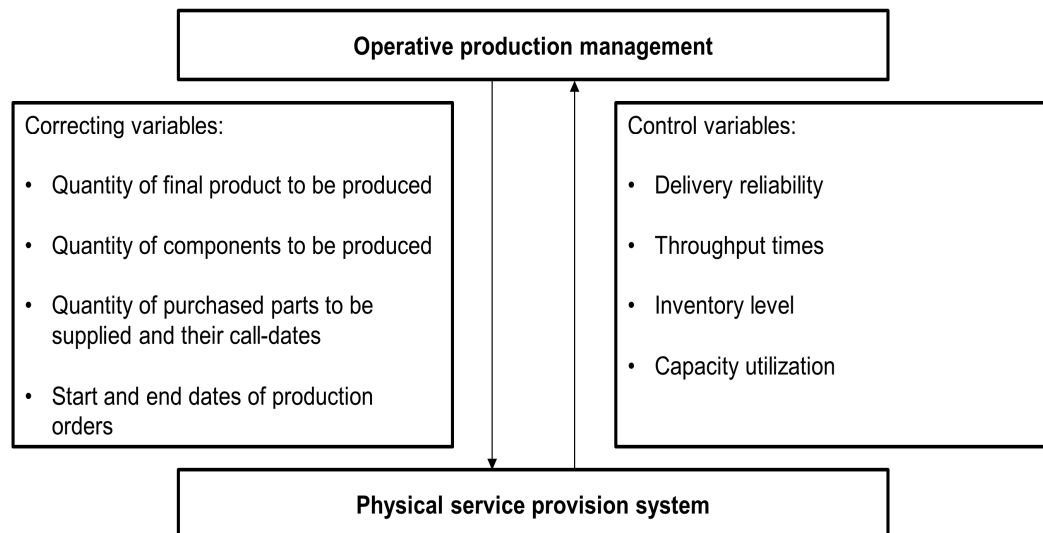 Operative production management
Correcting variables:
• Quantity of final product to be produced
• Quantity of components to be produced
• Quantity of purchased parts to be
supplied and their call-dates
• Start and end dates of production
orders
Control variables:
• Delivery reliability
• Throughput times
• Inventory level
• Capacity utilization
Physical service provision system